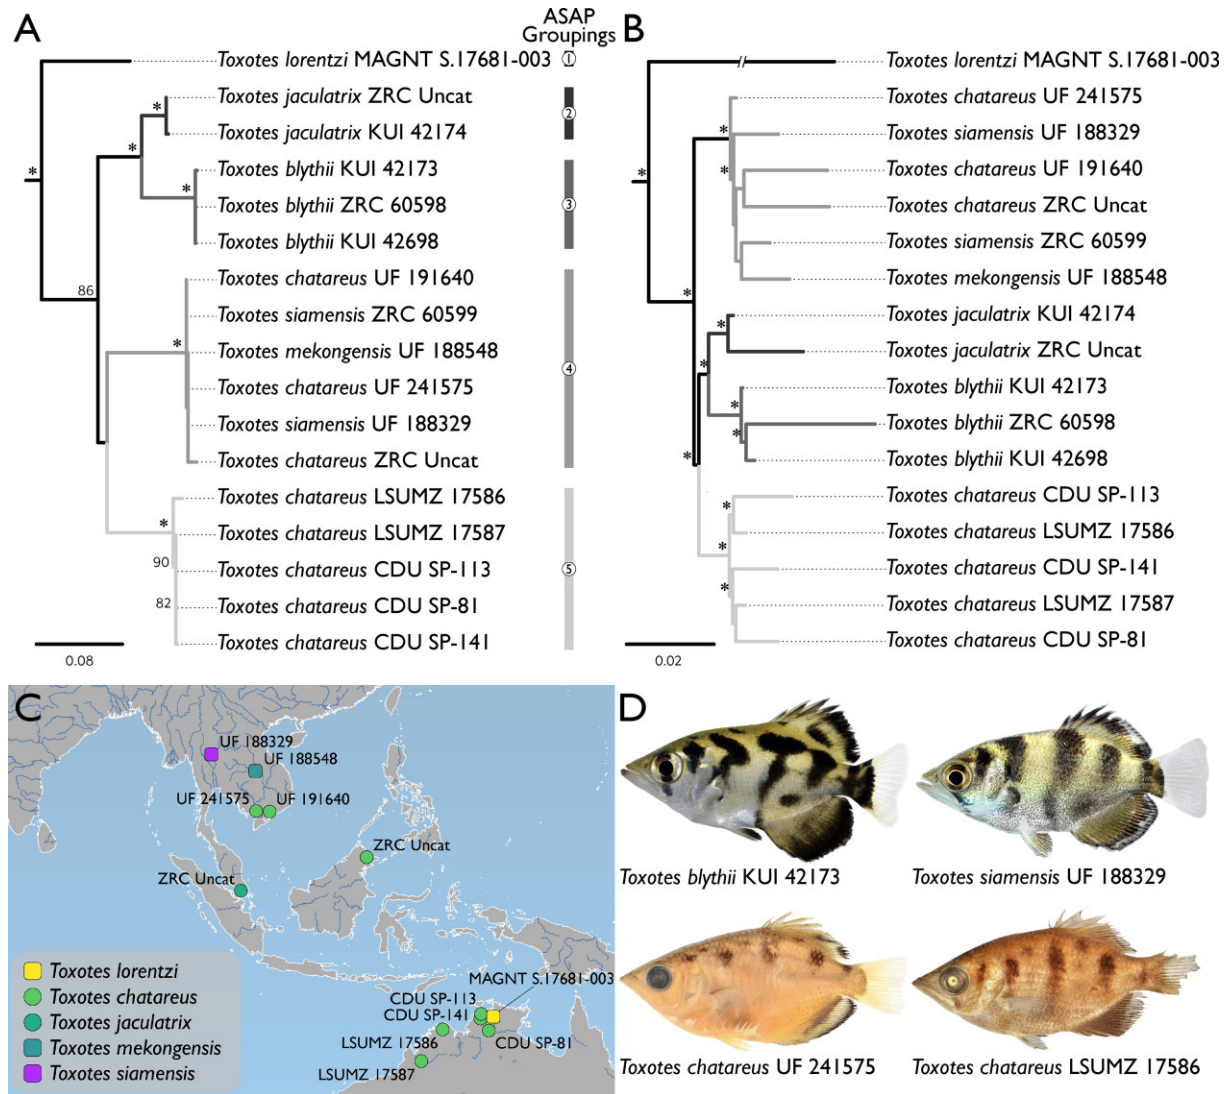 A
ASAP
Groupings
Toxotes lorentzi MAGNT S.17681-003
1
Toxotes jaculatrix ZRC Uncat
*
2
Toxotes jaculatrix KUI 42174
*
Toxotes blythii KUI 42173
*
*
Toxotes blythii ZRC 60598
3
Toxotes blythii KUI 42698
Toxotes chatareus UF 191640
86
Toxotes siamensis ZRC 60599
*
Toxotes mekongensis UF 188548
4
Toxotes chatareus UF 241575
Toxotes siamensis UF 188329
Toxotes chatareus ZRC Uncat
Toxotes chatareus LSUMZ 17586
*
Toxotes chatareus LSUMZ 17587
90
Toxotes chatareus CDU SP-113
5
82
Toxotes chatareus CDU SP-81
Toxotes chatareus CDU SP-141
0.08
B
//
Toxotes lorentzi MAGNT S.17681-003
Toxotes chatareus UF 241575
*
Toxotes siamensis UF 188329
*
*
Toxotes chatareus UF 191640
Toxotes chatareus ZRC Uncat
Toxotes siamensis ZRC 60599
Toxotes mekongensis UF 188548
*
Toxotes jaculatrix KUI 42174
*
Toxotes jaculatrix ZRC Uncat
*
Toxotes blythii KUI 42173
*
Toxotes blythii ZRC 60598
*
Toxotes blythii KUI 42698
*
Toxotes chatareus CDU SP-113
*
Toxotes chatareus LSUMZ 17586
*
Toxotes chatareus CDU SP-141
*
Toxotes chatareus LSUMZ 17587
Toxotes chatareus CDU SP-81
0.02
C
UF 188329
UF 188548
UF 241575
UF 191640
ZRC Uncat
ZRC Uncat
MAGNT S.17681-003
CDU SP-113
CDU SP-141
LSUMZ 17586
CDU SP-81
LSUMZ 17587
Toxotes lorentzi
Toxotes chatareus
Toxotes jaculatrix
Toxotes mekongensis
Toxotes siamensis
D
Toxotes blythii KUI 42173
Toxotes siamensis UF 188329
Toxotes chatareus UF 241575
Toxotes chatareus LSUMZ 17586